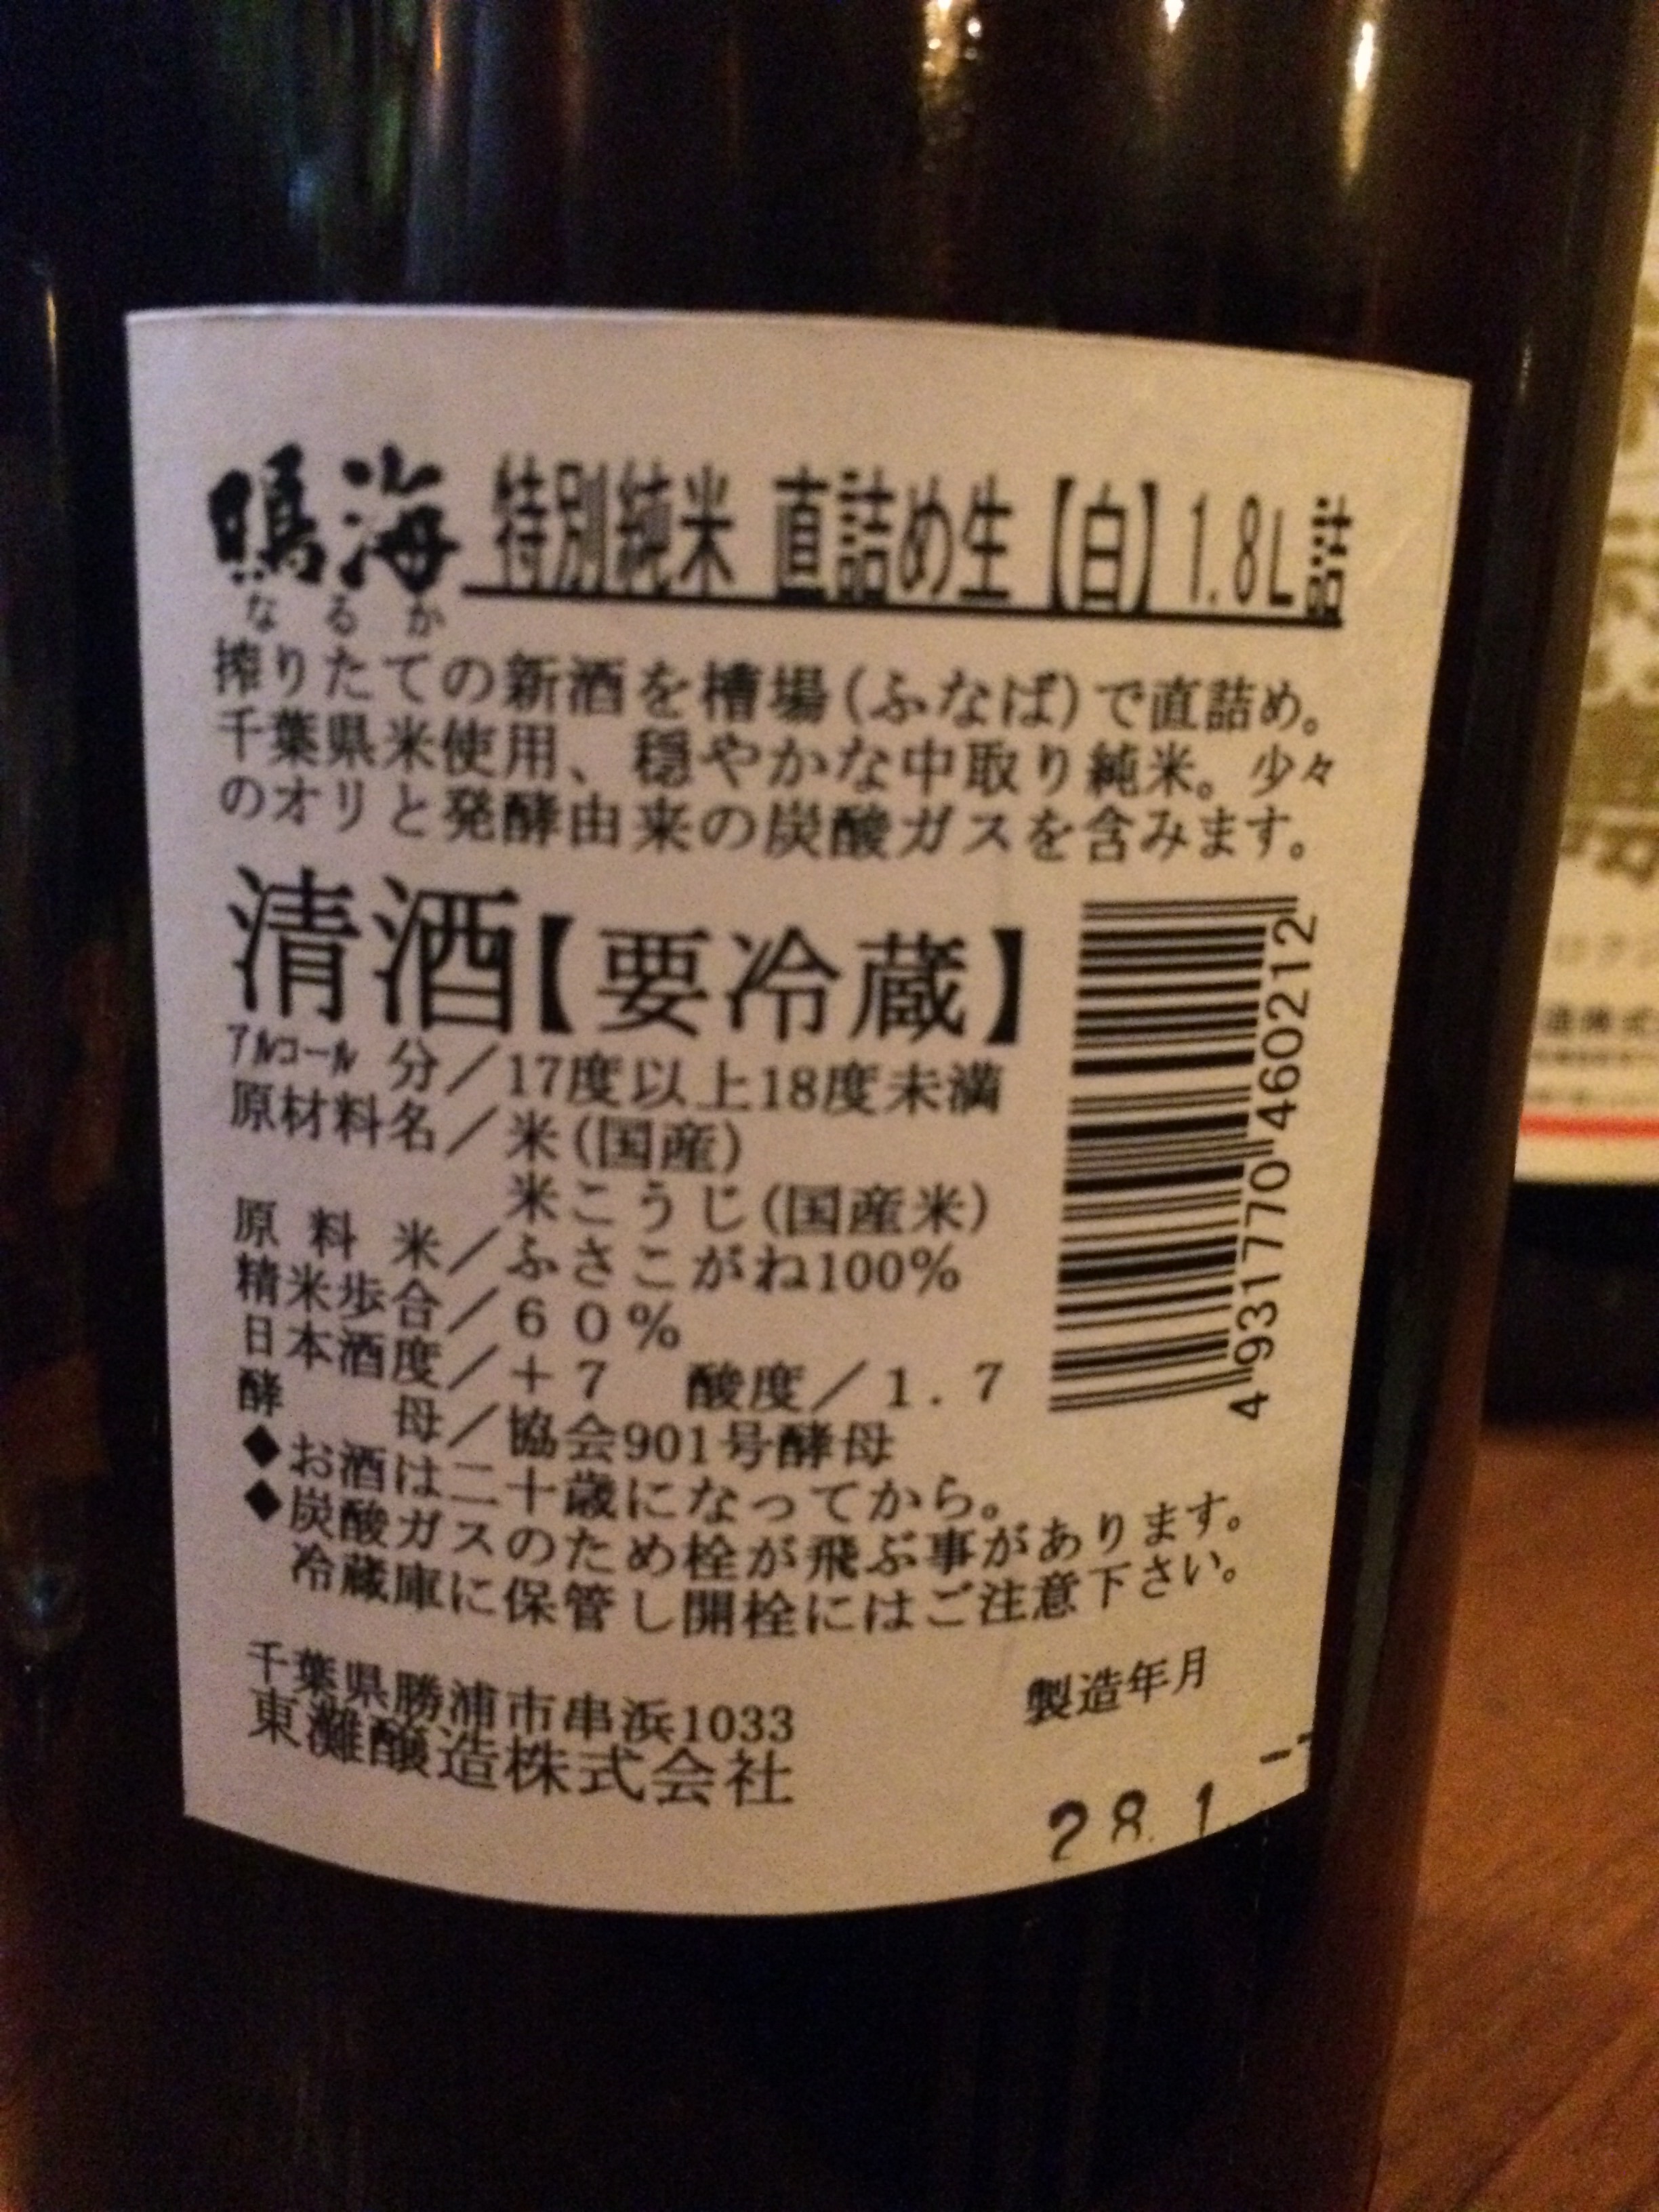 鳴海 特別純米 直詰め生【白】1.8L詰
なるか
搾りたての新酒を槽場(ふなば)で直詰め。
千葉県米使用、穏やかな中取り純米。少々
のオリと発酵由来の炭酸ガスを含みます。
清酒【要冷蔵】
アルコール 分／17度以上18度未満
原材料名／米(国産)
米こうじ(国産米)
原料米／ふさこがね100%
精米歩合／60%
日本酒度／+7 酸度／1.7
酵母／協会901号酵母
◆お酒は二十歳になってから。
◆炭酸ガスのため栓が飛ぶ事があります。
冷蔵庫に保管し開栓にはご注意下さい。
4931770460212
千葉県勝浦市串浜1033
東灘醸造株式会社
製造年月
28.1